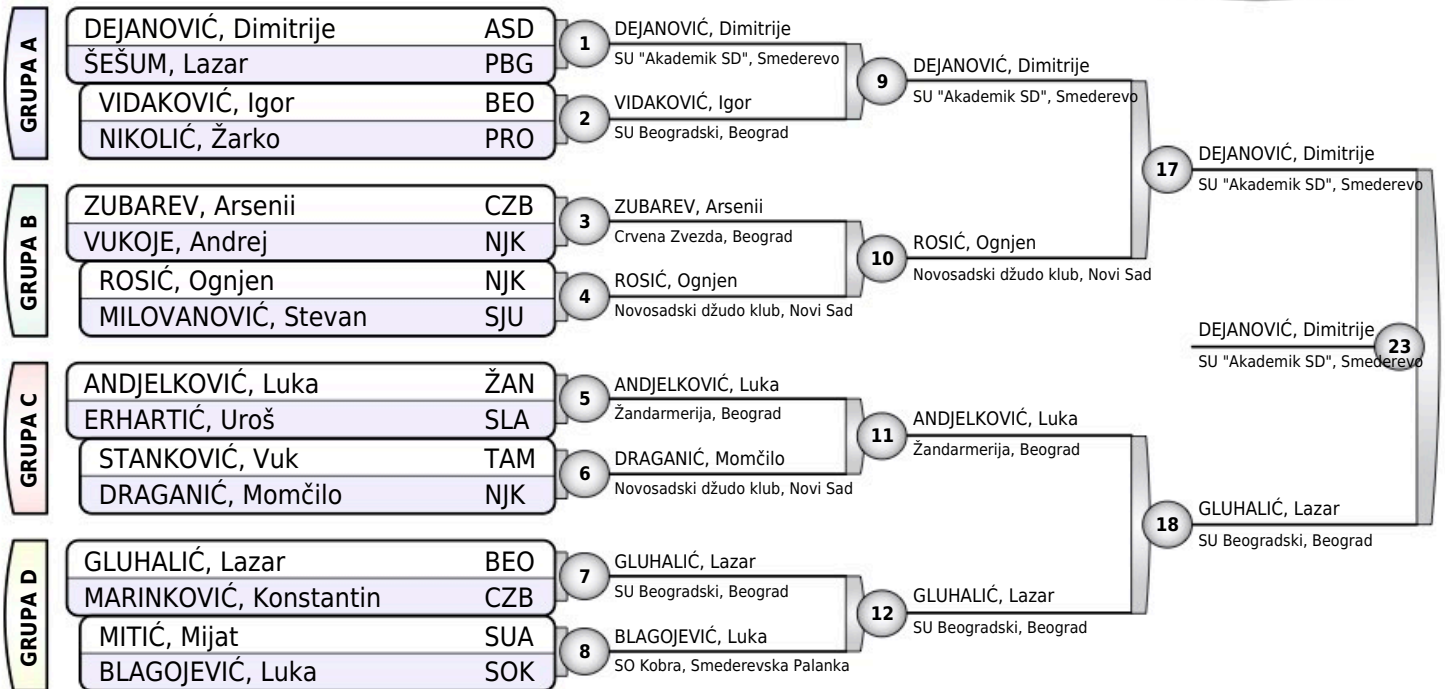 GRUPA A
DEJANOVIĆ, Dimitrije ASD
ŠEŠUM, Lazar PBG
VIDAKOVIĆ, Igor BEO
NIKOLIĆ, Žarko PRO
GRUPA B
ZUBAREV, Arsenii CZB
VUKOJE, Andrej NJK
ROSIĆ, Ognjen NJK
MILOVANOVIĆ, Stevan SJU
GRUPA C
ANDJELKOVIĆ, Luka ŽAN
ERHARTIĆ, Uroš SLA
STANKOVIĆ, Vuk TAM
DRAGANIĆ, Momčilo NJK
GRUPA D
GLUHALIĆ, Lazar BEO
MARINKOVIĆ, Konstantin CZB
MITIĆ, Mijat SUA
BLAGOJEVIĆ, Luka SOK
1
DEJANOVIĆ, Dimitrije
SU "Akademik SD", Smederevo
2
VIDAKOVIĆ, Igor
SU Beogradski, Beograd
3
ZUBAREV, Arsenii
Crvena Zvezda, Beograd
4
ROSIĆ, Ognjen
Novosadski džudo klub, Novi Sad
5
ANDJELKOVIĆ, Luka
Žandarmerija, Beograd
6
DRAGANIĆ, Momčilo
Novosadski džudo klub, Novi Sad
7
GLUHALIĆ, Lazar
SU Beogradski, Beograd
8
BLAGOJEVIĆ, Luka
SO Kobra, Smederevska Palanka
9
DEJANOVIĆ, Dimitrije
SU "Akademik SD", Smederevo
10
ROSIĆ, Ognjen
Novosadski džudo klub, Novi Sad
11
ANDJELKOVIĆ, Luka
Žandarmerija, Beograd
12
GLUHALIĆ, Lazar
SU Beogradski, Beograd
17
DEJANOVIĆ, Dimitrije
SU "Akademik SD", Smederevo
18
GLUHALIĆ, Lazar
SU Beogradski, Beograd
23
DEJANOVIĆ, Dimitrije
SU "Akademik SD", Smederevo